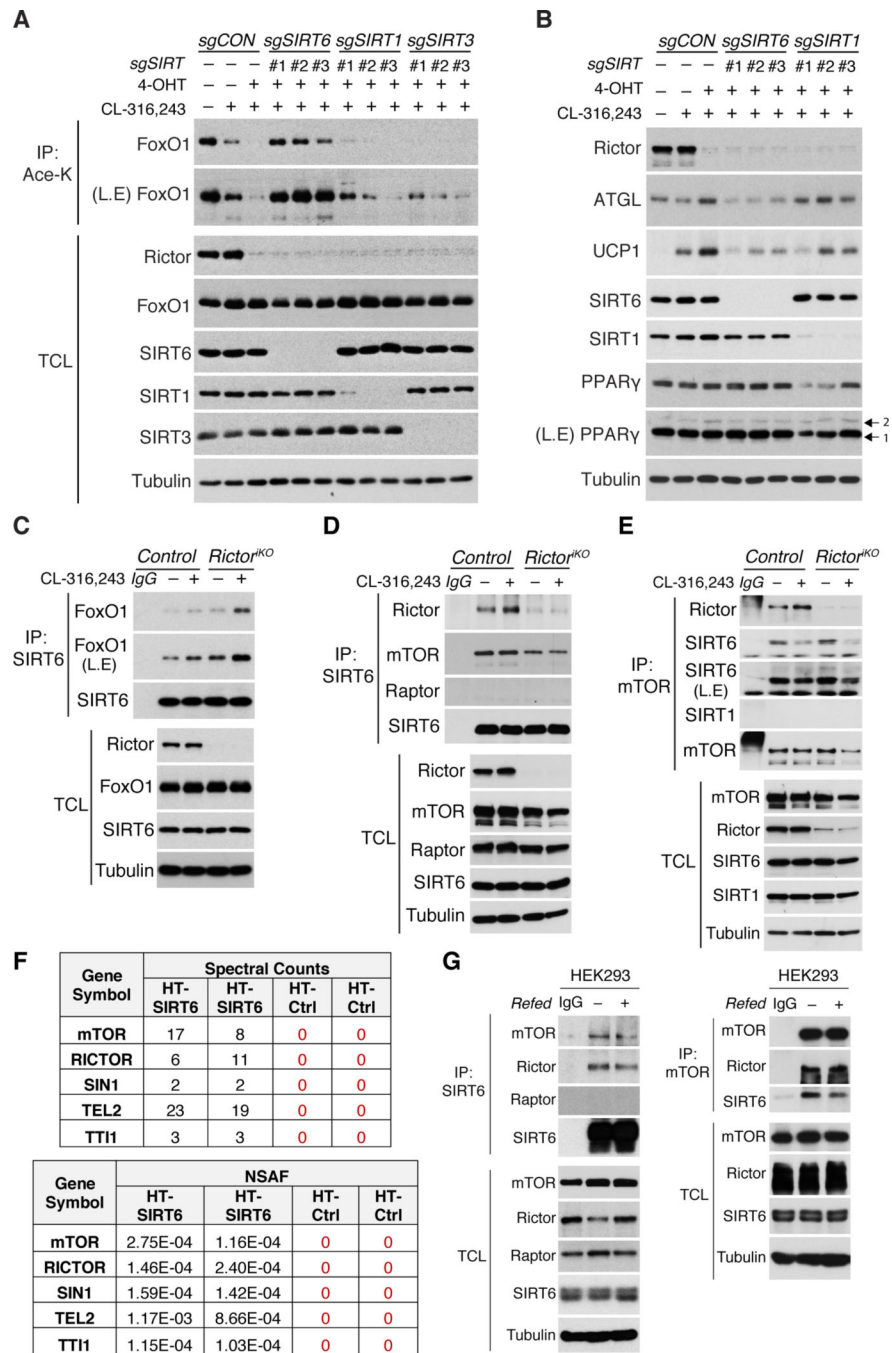 A
sgCON sgSIRT6 sgSIRT1 sgSIRT3
sgSIRT #1 #2 #3 #1 #2 #3 #1 #2 #3
4-OHT – – + + + + + + + + + +
CL-316,243 – + + + + + + + + + + +
IP: Ace-K
FoxO1
(L.E) FoxO1
TCL
Rictor
FoxO1
SIRT6
SIRT1
SIRT3
Tubulin
B
sgCON sgSIRT6 sgSIRT1
sgSIRT #1 #2 #3 #1 #2 #3
4-OHT – – + + + + + + +
CL-316,243 – + + + + + + + +
Rictor
ATGL
UCP1
SIRT6
SIRT1
PPARγ
(L.E) PPARγ
2
1
Tubulin
C
Control Rictor iKO
CL-316,243 IgG – + – +
IP: SIRT6
FoxO1
FoxO1
(L.E)
SIRT6
TCL
Rictor
FoxO1
SIRT6
Tubulin
D
Control Rictor iKO
CL-316,243 IgG – + – +
IP: SIRT6
Rictor
mTOR
Raptor
SIRT6
TCL
Rictor
mTOR
Raptor
SIRT6
Tubulin
E
Control Rictor iKO
CL-316,243 IgG – + – +
IP: mTOR
Rictor
SIRT6
SIRT6
(L.E)
SIRT1
mTOR
TCL
mTOR
Rictor
SIRT6
SIRT1
Tubulin
F
Gene Symbol Spectral Counts
HT-SIRT6 HT-SIRT6 HT-Ctrl HT-Ctrl
mTOR 17 8 0 0
RICTOR 6 11 0 0
SIN1 2 2 0 0
TEL2 23 19 0 0
TTI1 3 3 0 0
Gene Symbol NSAF
HT-SIRT6 HT-SIRT6 HT-Ctrl HT-Ctrl
mTOR 2.75E-04 1.16E-04 0 0
RICTOR 1.46E-04 2.40E-04 0 0
SIN1 1.59E-04 1.42E-04 0 0
TEL2 1.17E-03 8.66E-04 0 0
TTI1 1.15E-04 1.03E-04 0 0
G
HEK293
Refed IgG – +
IP: SIRT6
mTOR
Rictor
Raptor
SIRT6
TCL
mTOR
Rictor
Raptor
SIRT6
Tubulin
HEK293
Refed IgG – +
IP: mTOR
mTOR
Rictor
SIRT6
TCL
mTOR
Rictor
SIRT6
Tubulin